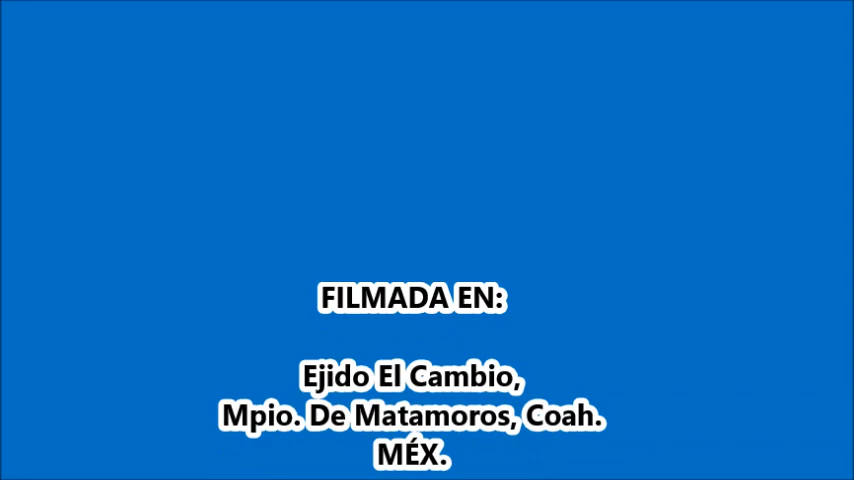 FILMADA EN:
Ejido El Cambio,
Mpio. De Matamoros, Coah.
MÉX.